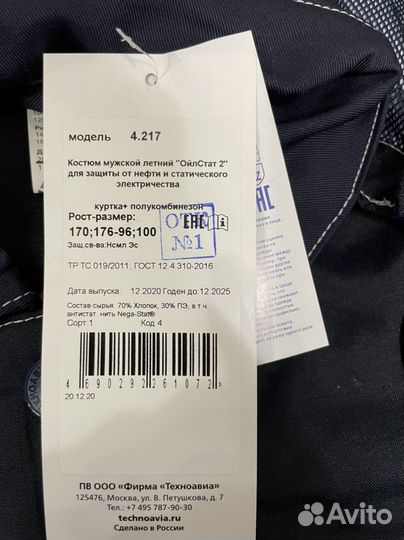 модель 4.217
Костюм мужской летний "ОйлСтат 2"
для защиты от нефти и статического
электричества
куртка+ полукомбинезон
Рост-размер:
170;176-96;100
Защ.св-ва:Нсмл Эс
ОТК
№1
EAC
ТР ТС 019/2011, ГОСТ 12.4.310-2016
Дата выпуска: 12.2020 Годен до:12.2025
Состав сырья: 70% Хлопок, 30% ПЭ, в т.ч.
антистат. нить Nega-Stat®
Сорт 1 Код 4
4 690292 261072
20.12.20
ПВ ООО «Фирма «Техноавиа»
125476, Москва, ул. В. Петушкова, д. 7
Тел.: +7 495 787-90-30
technoavia.ru
Сделано в России
Avito